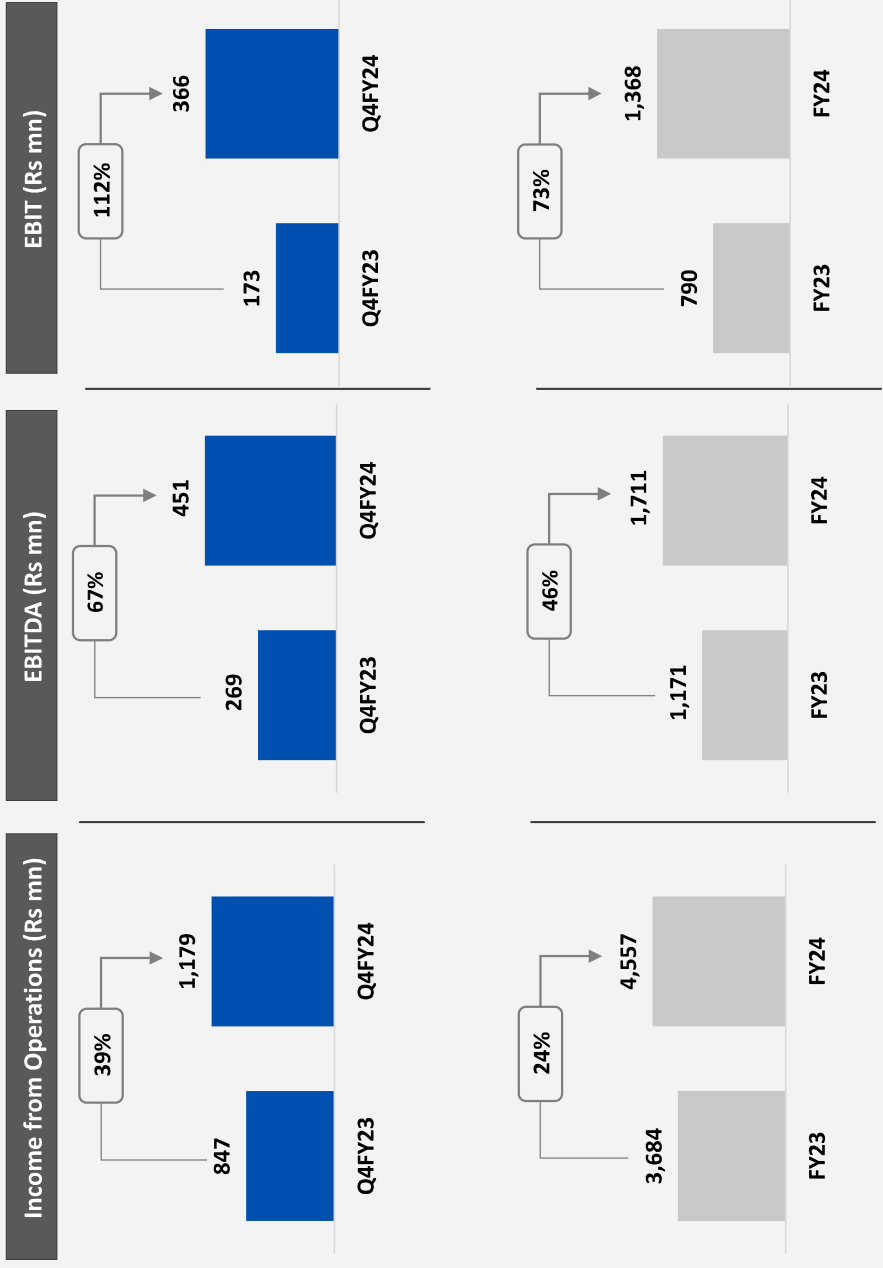 Income from Operations (Rs mn)
39%
847
1,179
Q4FY23
Q4FY24
24%
3,684
4,557
FY23
FY24
EBITDA (Rs mn)
67%
269
451
Q4FY23
Q4FY24
46%
1,171
1,711
FY23
FY24
EBIT (Rs mn)
112%
173
366
Q4FY23
Q4FY24
73%
790
1,368
FY23
FY24